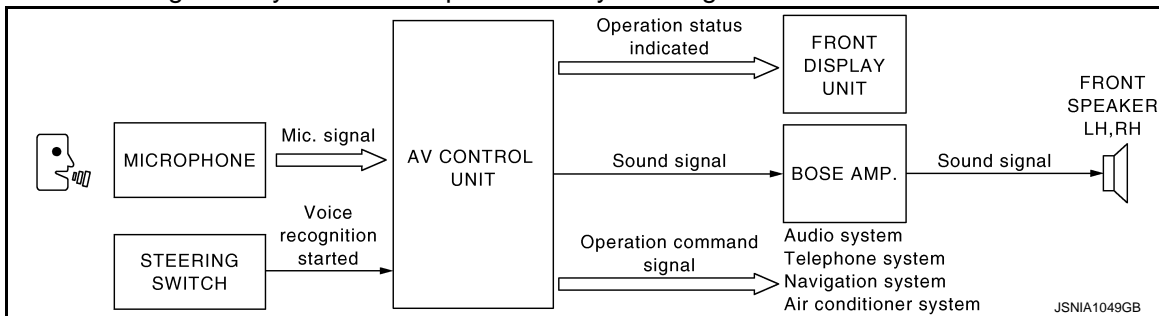 Operation status
indicated
FRONT
DISPLAY
UNIT
FRONT
SPEAKER
LH,RH
MICROPHONE
Mic. signal
AV CONTROL
UNIT
Sound signal
BOSE AMP.
Sound signal
STEERING
SWITCH
Voice
recognition
started
Operation command
signal
Audio system
Telephone system
Navigation system
Air conditioner system
JSNIA1049GB